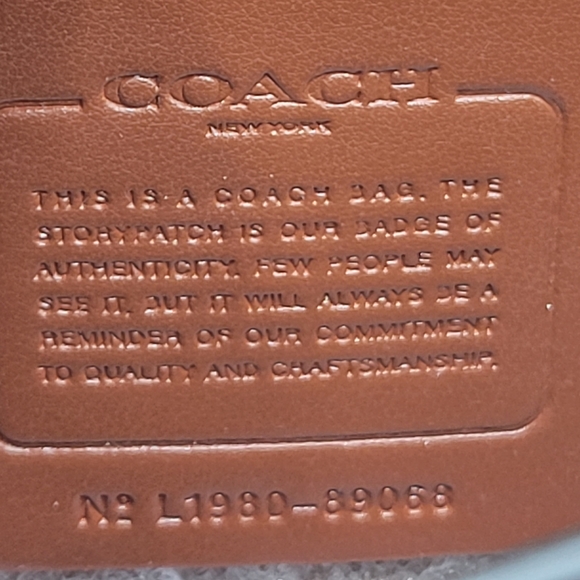 COACH
NEW YORK
THIS IS A COACH BAG. THE
STORYPATCH IS OUR BADGE OF
AUTHENTICITY. FEW PEOPLE MAY
SEE IT, BUT IT WILL ALWAYS BE A
REMINDER OF OUR COMMITMENT
TO QUALITY AND CRAFTSMANSHIP.
Nº L1980-89068